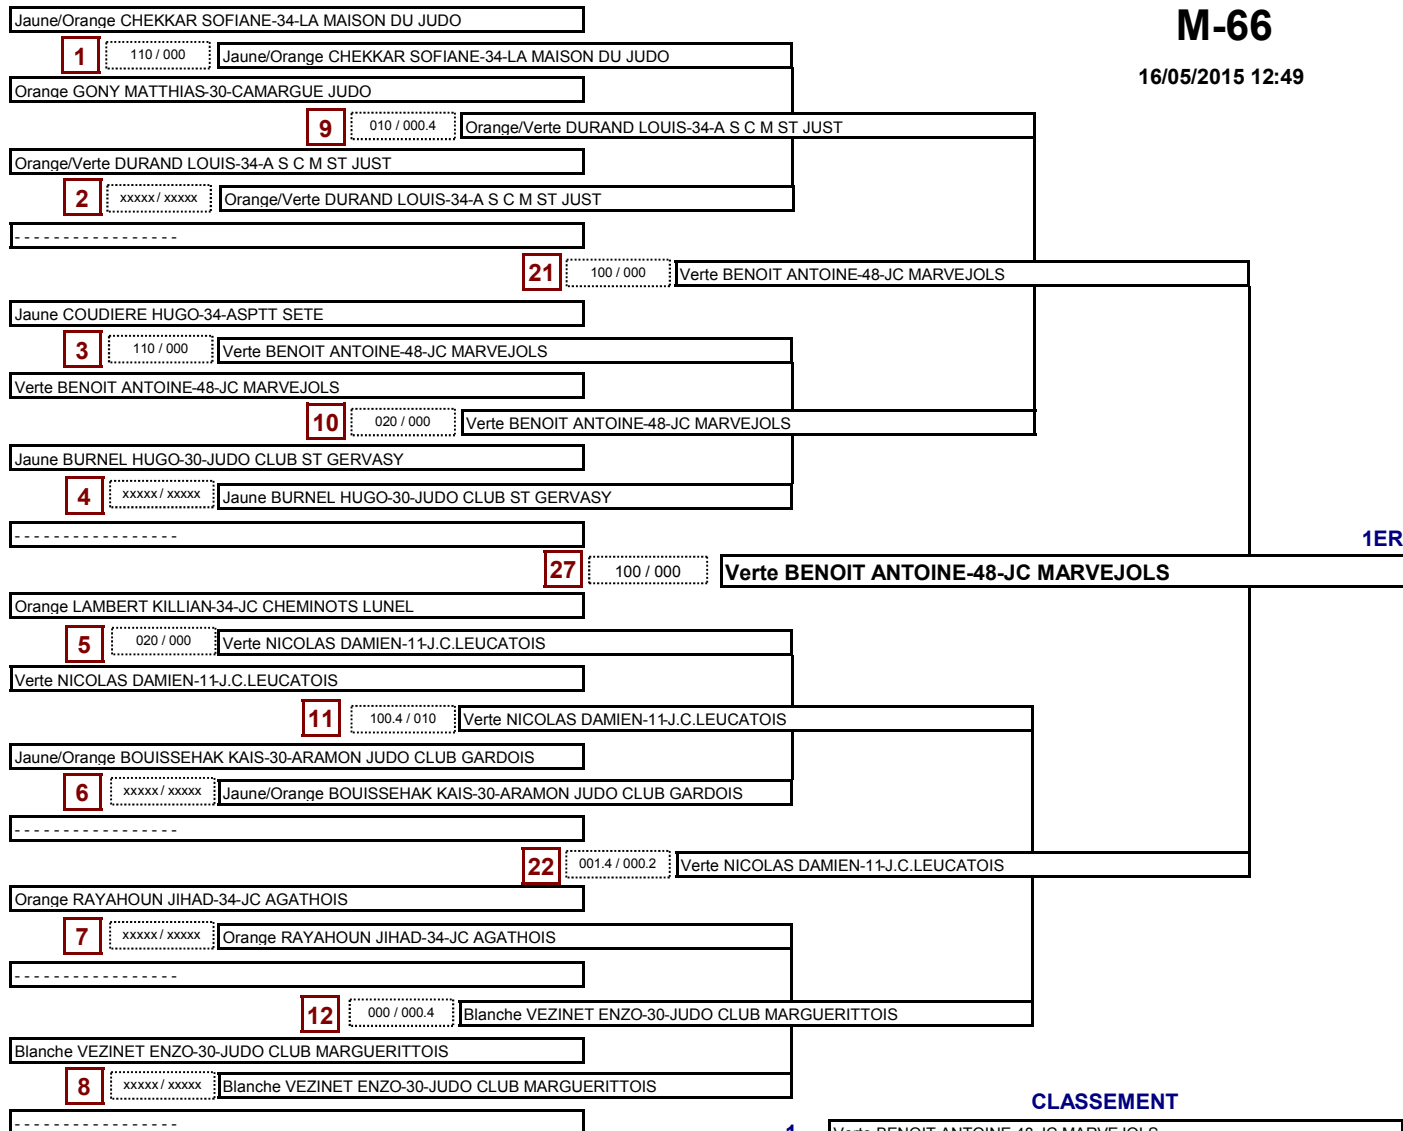 Jaune/Orange CHEKKAR SOFIANE-34-LA MAISON DU JUDO
M-66
1 110 / 000 Jaune/Orange CHEKKAR SOFIANE-34-LA MAISON DU JUDO
16/05/2015 12:49
Orange GONY MATTHIAS-30-CAMARGUE JUDO
9 010 / 000.4 Orange/Verte DURAND LOUIS-34-A S C M ST JUST
Orange/Verte DURAND LOUIS-34-A S C M ST JUST
2 xxxxx / xxxxx Orange/Verte DURAND LOUIS-34-A S C M ST JUST
- - - - - - - - - - - - - - - - -
21 100 / 000 Verte BENOIT ANTOINE-48-JC MARVEJOLS
Jaune COUDIERE HUGO-34-ASPTT SETE
3 110 / 000 Verte BENOIT ANTOINE-48-JC MARVEJOLS
Verte BENOIT ANTOINE-48-JC MARVEJOLS
10 020 / 000 Verte BENOIT ANTOINE-48-JC MARVEJOLS
Jaune BURNEL HUGO-30-JUDO CLUB ST GERVASY
4 xxxxx / xxxxx Jaune BURNEL HUGO-30-JUDO CLUB ST GERVASY
- - - - - - - - - - - - - - - - -
1ER
27 100 / 000 Verte BENOIT ANTOINE-48-JC MARVEJOLS
Orange LAMBERT KILLIAN-34-JC CHEMINOTS LUNEL
5 020 / 000 Verte NICOLAS DAMIEN-11-J.C.LEUCATOIS
Verte NICOLAS DAMIEN-11-J.C.LEUCATOIS
11 100.4 / 010 Verte NICOLAS DAMIEN-11-J.C.LEUCATOIS
Jaune/Orange BOUISSEHAK KAIS-30-ARAMON JUDO CLUB GARDOIS
6 xxxxx / xxxxx Jaune/Orange BOUISSEHAK KAIS-30-ARAMON JUDO CLUB GARDOIS
- - - - - - - - - - - - - - - - -
22 001.4 / 000.2 Verte NICOLAS DAMIEN-11-J.C.LEUCATOIS
Orange RAYAHOUN JIHAD-34-JC AGATHOIS
7 xxxxx / xxxxx Orange RAYAHOUN JIHAD-34-JC AGATHOIS
- - - - - - - - - - - - - - - - -
12 000 / 000.4 Blanche VEZINET ENZO-30-JUDO CLUB MARGUERITTOIS
Blanche VEZINET ENZO-30-JUDO CLUB MARGUERITTOIS
8 xxxxx / xxxxx Blanche VEZINET ENZO-30-JUDO CLUB MARGUERITTOIS
CLASSEMENT
- - - - - - - - - - - - - - - - -
1 Verte BENOIT ANTOINE-48-JC MARVEJOLS